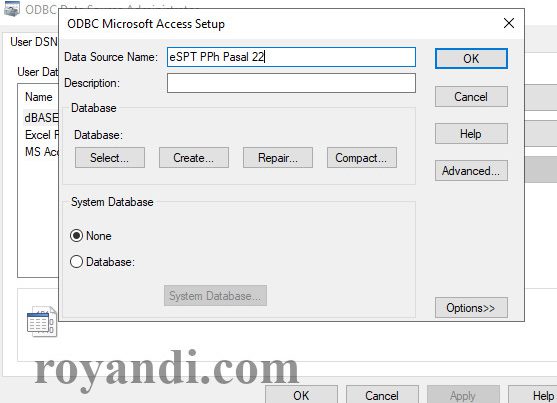 ODBC Data Source Administrator
ODBC Microsoft Access Setup
User DSN
User Dat
Name
dBASE
Excel F
MS Acc
Data Source Name: eSPT PPh Pasal 22
OK
Description:
Cancel
Database
Help
Database:
Select... Create... Repair... Compact...
Advanced...
System Database
None
Database:
System Database...
Options>>
royandi.com
OK Cancel Apply Help